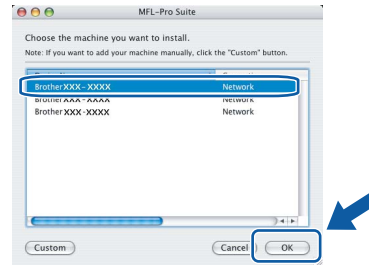 MFL-Pro Suite
Choose the machine you want to install.
Note: If you want to add your machine manually, click the "Custom" button.
Brother XXX-XXXX Network
Brother XXX-XXXX Network
Brother XXX-XXXX Network
Custom Cancel OK